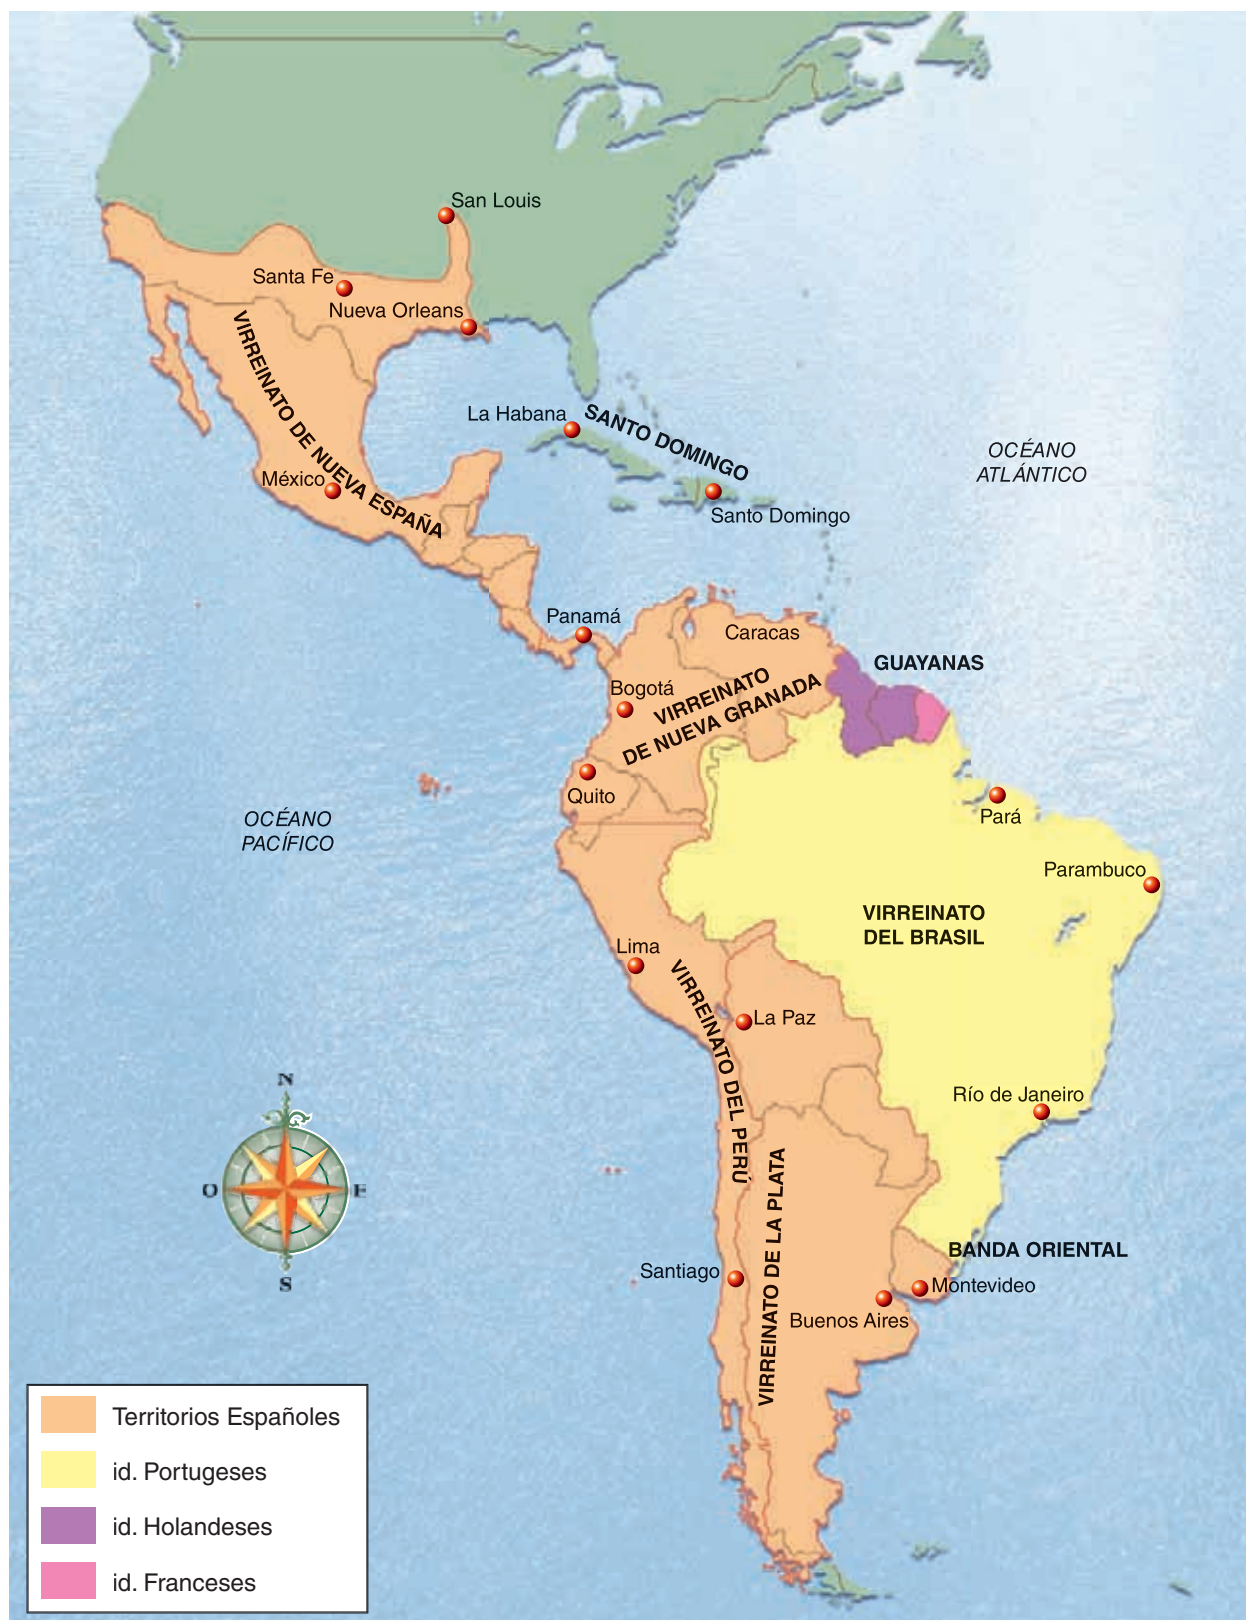 San Louis
Santa Fe
Nueva Orleans
VIRREINATO DE NUEVA ESPAÑA
La Habana
SANTO DOMINGO
OCÉANO
ATLÁNTICO
México
Santo Domingo
Panamá
Caracas
GUAYANAS
Bogotá
VIRREINATO
DE NUEVA GRANADA
Quito
OCÉANO
PACÍFICO
Pará
Parambuco
VIRREINATO
DEL BRASIL
Lima
VIRREINATO DEL PERÚ
La Paz
Río de Janeiro
N
O
E
S
VIRREINATO DE LA PLATA
BANDA ORIENTAL
Santiago
Montevideo
Buenos Aires
Territorios Españoles
id. Portugeses
id. Holandeses
id. Franceses